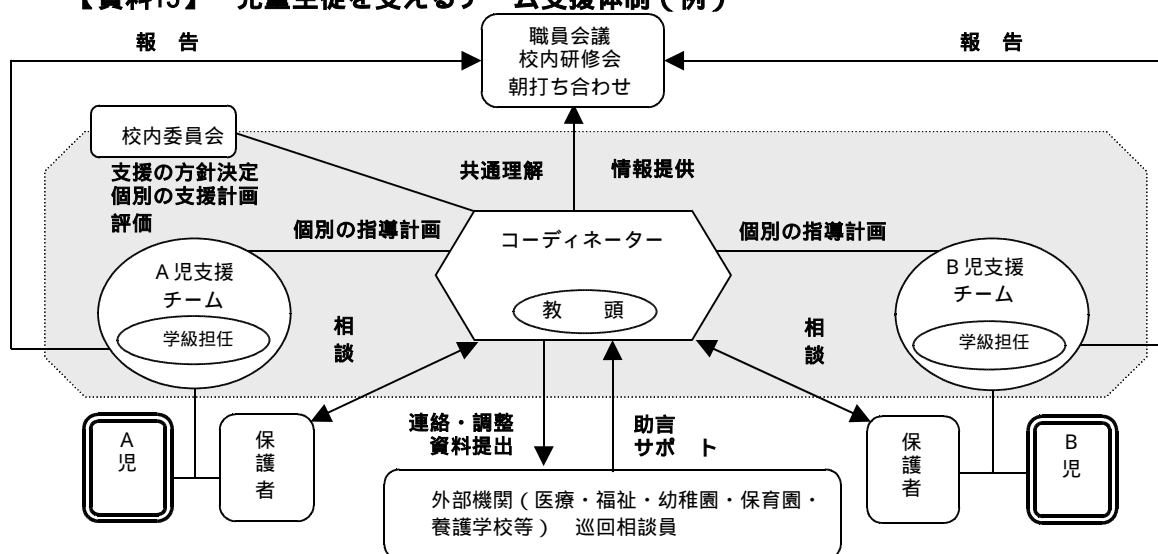 【資料15】 児童生徒を支えるチーム支援体制(例)
報 告
職員会議
校内研修会
朝打ち合わせ
報 告
校内委員会
支援の方針決定
個別の支援計画
評価
共通理解
情報提供
個別の指導計画
コーディネーター
教 頭
個別の指導計画
A児支援
チーム
学級担任
B児支援
チーム
学級担任
相
談
相
談
A
児
保
護
者
連絡・調整
資料提出
助言
サポ ト
保
護
者
B
児
外部機関(医療・福祉・幼稚園・保育園・
養護学校等) 巡回相談員